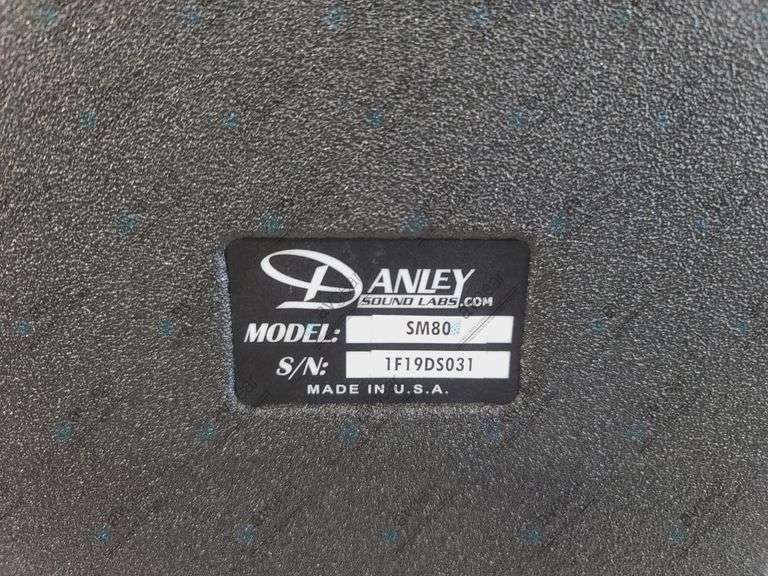 DANLEY
SOUND LABS.COM
MODEL: SM80
S/N: 1F19DS031
MADE IN U.S.A.